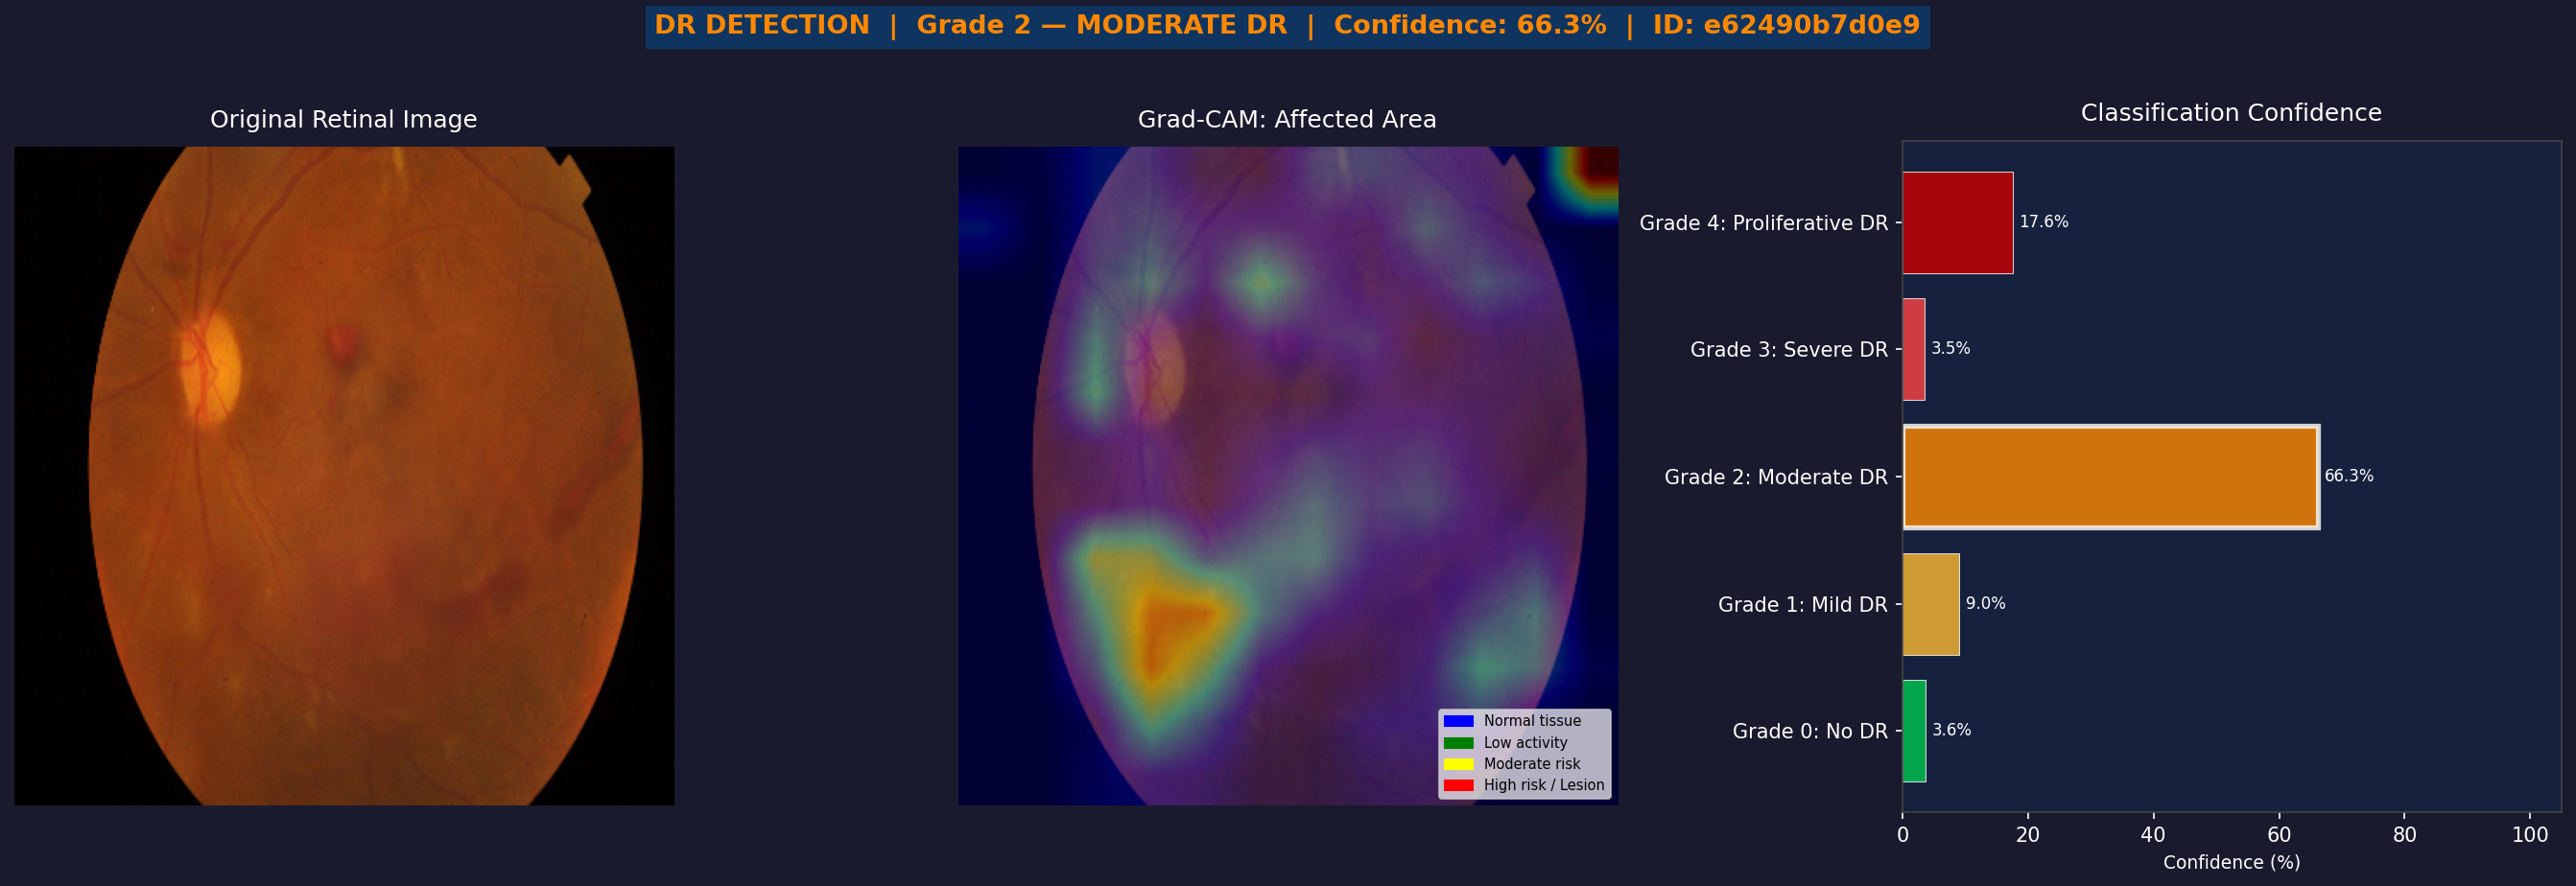 DR DETECTION | Grade 2 — MODERATE DR | Confidence: 66.3% | ID: e62490b7d0e9
Original Retinal Image
Grad-CAM: Affected Area
Normal tissue
Low activity
Moderate risk
High risk / Lesion
Classification Confidence
Grade 4: Proliferative DR 17.6%
Grade 3: Severe DR 3.5%
Grade 2: Moderate DR 66.3%
Grade 1: Mild DR 9.0%
Grade 0: No DR 3.6%
0 20 40 60 80 100
Confidence (%)